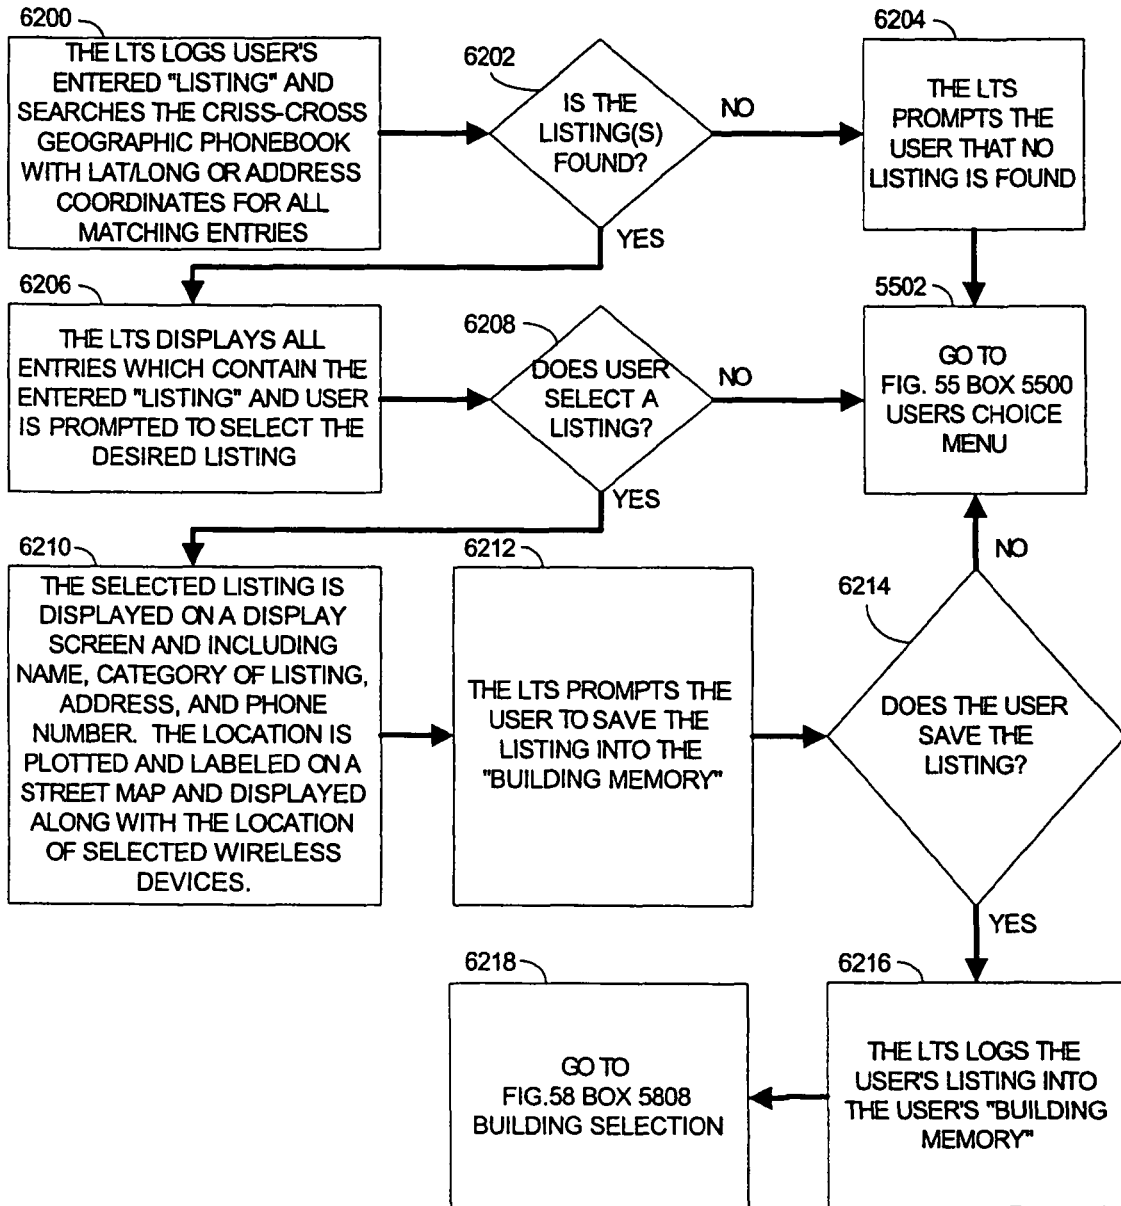 6200
THE LTS LOGS USER'S
ENTERED "LISTING" AND
SEARCHES THE CRISS-CROSS
GEOGRAPHIC PHONEBOOK
WITH LAT/LONG OR ADDRESS
COORDINATES FOR ALL
MATCHING ENTRIES
6202
IS THE
LISTING(S)
FOUND?
NO
YES
6204
THE LTS
PROMPTS THE
USER THAT NO
LISTING IS FOUND
6206
THE LTS DISPLAYS ALL
ENTRIES WHICH CONTAIN THE
ENTERED "LISTING" AND USER
IS PROMPTED TO SELECT THE
DESIRED LISTING
6208
DOES USER
SELECT A
LISTING?
NO
YES
5502
GO TO
FIG. 55 BOX 5500
USERS CHOICE
MENU
6210
THE SELECTED LISTING IS
DISPLAYED ON A DISPLAY
SCREEN AND INCLUDING
NAME, CATEGORY OF LISTING,
ADDRESS, AND PHONE
NUMBER. THE LOCATION IS
PLOTTED AND LABELED ON A
STREET MAP AND DISPLAYED
ALONG WITH THE LOCATION
OF SELECTED WIRELESS
DEVICES.
6212
THE LTS PROMPTS THE
USER TO SAVE THE
LISTING INTO THE
"BUILDING MEMORY"
6214
DOES THE USER
SAVE THE
LISTING?
NO
YES
6216
THE LTS LOGS THE
USER'S LISTING INTO
THE USER'S "BUILDING
MEMORY"
6218
GO TO
FIG.58 BOX 5808
BUILDING SELECTION